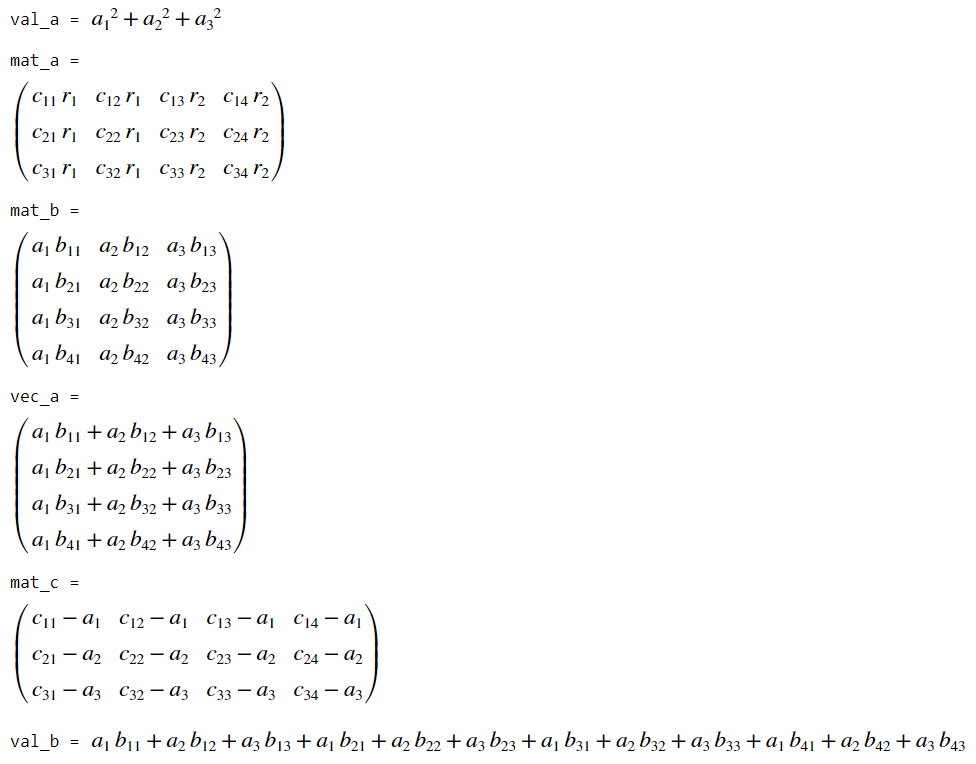 val_a = a₁² + a₂² + a₃²
mat_a =
c₁₁ r₁ c₁₂ r₁ c₁₃ r₂ c₁₄ r₂
c₂₁ r₁ c₂₂ r₁ c₂₃ r₂ c₂₄ r₂
c₃₁ r₁ c₃₂ r₁ c₃₃ r₂ c₃₄ r₂
mat_b =
a₁ b₁₁ a₂ b₁₂ a₃ b₁₃
a₁ b₂₁ a₂ b₂₂ a₃ b₂₃
a₁ b₃₁ a₂ b₃₂ a₃ b₃₃
a₁ b₄₁ a₂ b₄₂ a₃ b₄₃
vec_a =
a₁ b₁₁ + a₂ b₁₂ + a₃ b₁₃
a₁ b₂₁ + a₂ b₂₂ + a₃ b₂₃
a₁ b₃₁ + a₂ b₃₂ + a₃ b₃₃
a₁ b₄₁ + a₂ b₄₂ + a₃ b₄₃
mat_c =
c₁₁ − a₁ c₁₂ − a₁ c₁₃ − a₁ c₁₄ − a₁
c₂₁ − a₂ c₂₂ − a₂ c₂₃ − a₂ c₂₄ − a₂
c₃₁ − a₃ c₃₂ − a₃ c₃₃ − a₃ c₃₄ − a₃
val_b = a₁ b₁₁ + a₂ b₁₂ + a₃ b₁₃ + a₁ b₂₁ + a₂ b₂₂ + a₃ b₂₃ + a₁ b₃₁ + a₂ b₃₂ + a₃ b₃₃ + a₁ b₄₁ + a₂ b₄₂ + a₃ b₄₃